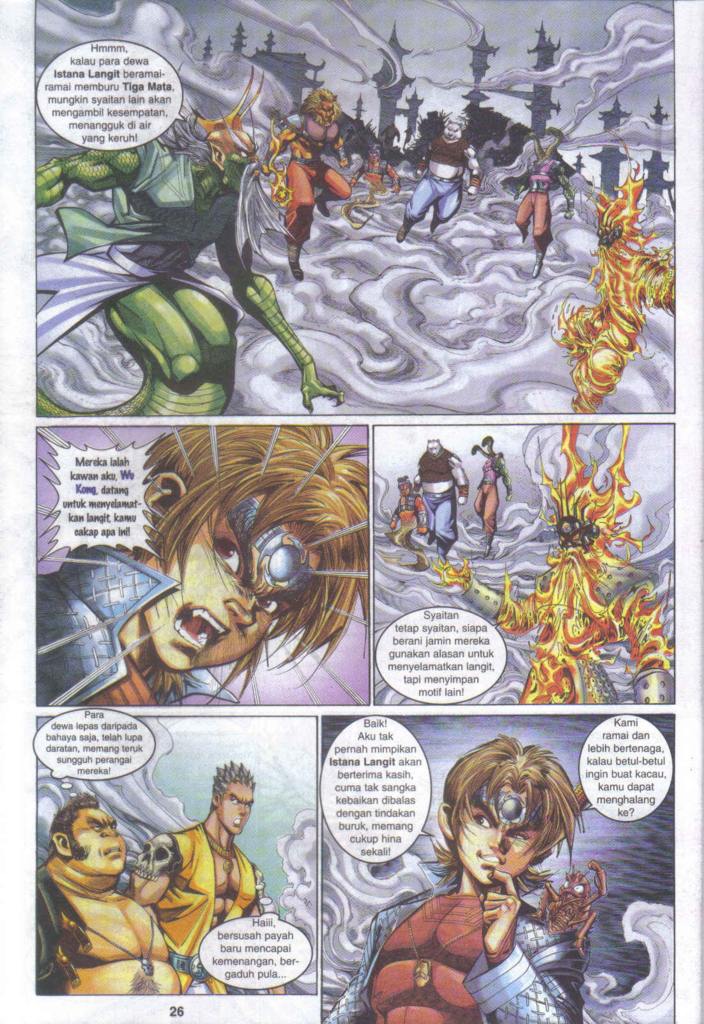 Hmmm,
kalau para dewa
Istana Langit beramai-
ramai memburu Tiga Mata,
mungkin syaitan lain akan
mengambil kesempatan,
menangguk di air
yang keruh!
Mereka ialah
kawan aku, Wu
Kong, datang
untuk menyelamat-
kan langit, kamu
cakap apa ini!
Syaitan
tetap syaitan, siapa
berani jamin mereka
gunakan alasan untuk
menyelamatkan langit,
tapi menyimpan
motif lain!
Para
dewa lepas daripada
bahaya saja, telah lupa
daratan, memang teruk
sungguh perangai
mereka!
Haiii,
bersusah payah
baru mencapai
kemenangan, ber-
gaduh pula...
Baik!
Aku tak
pernah mimpikan
Istana Langit akan
berterima kasih,
cuma tak sangka
kebaikan dibalas
dengan tindakan
buruk, memang
cukup hina
sekali!
Kami
ramai dan
lebih bertenaga,
kalau betul-betul
ingin buat kacau,
kamu dapat
menghalang
ke?
26